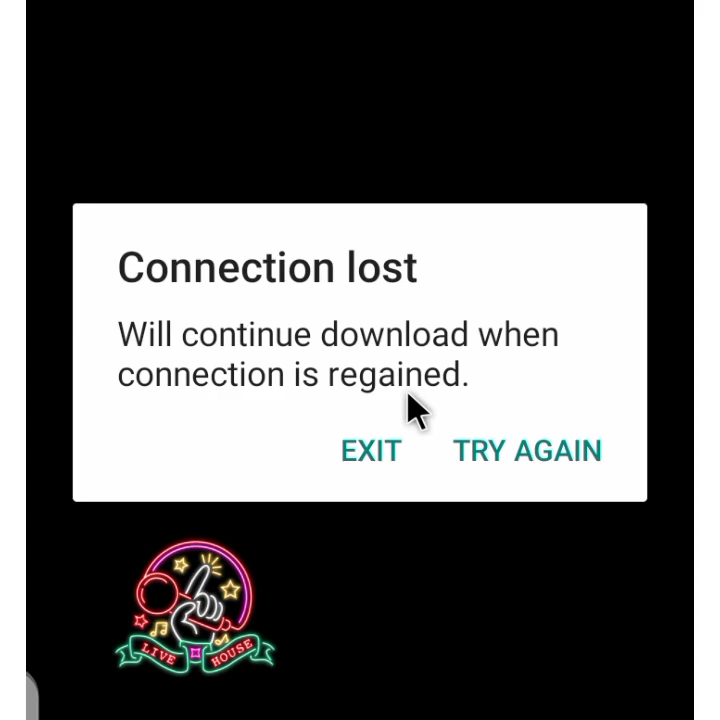 Connection lost
Will continue download when
connection is regained.
EXIT TRY AGAIN
LIVE HOUSE